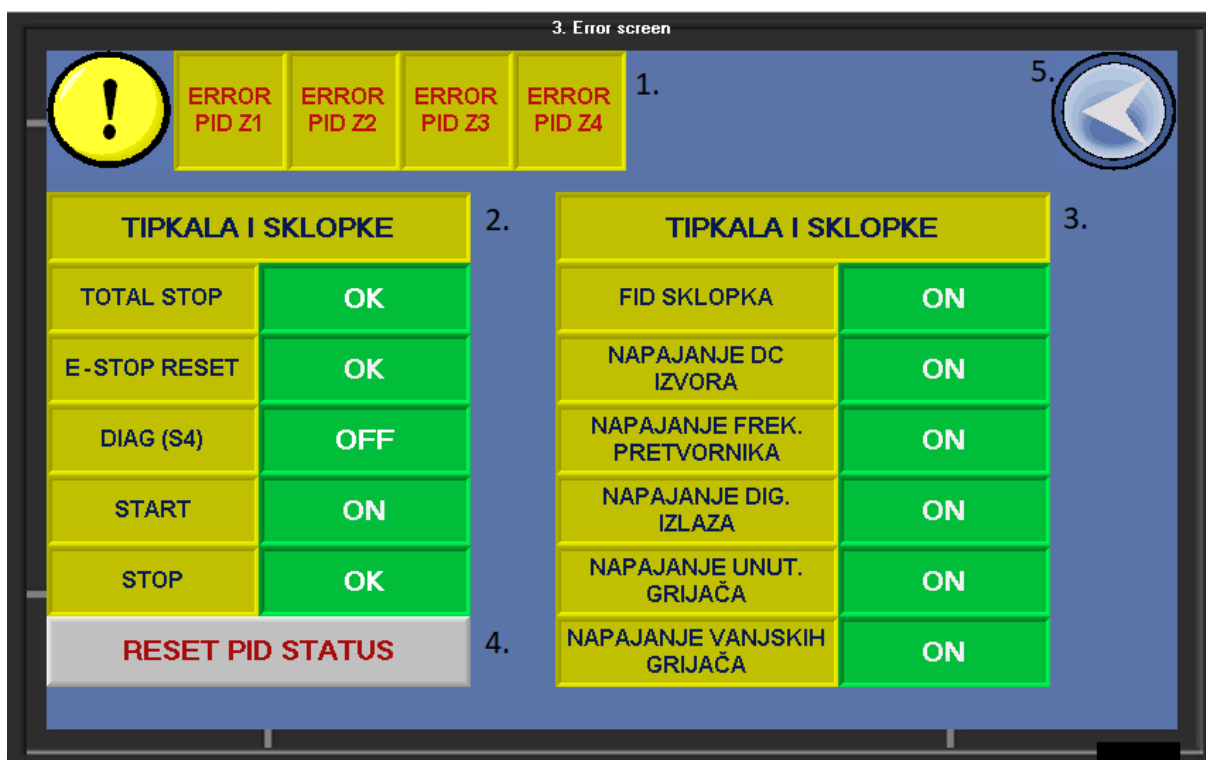 3. Error screen
!
ERROR
PID Z1
ERROR
PID Z2
ERROR
PID Z3
ERROR
PID Z4
1.
5.
TIPKALA I SKLOPKE
2.
TOTAL STOP
OK
E-STOP RESET
OK
DIAG (S4)
OFF
START
ON
STOP
OK
RESET PID STATUS
4.
TIPKALA I SKLOPKE
3.
FID SKLOPKA
ON
NAPAJANJE DC
IZVORA
ON
NAPAJANJE FREK.
PRETVORNIKA
ON
NAPAJANJE DIG.
IZLAZA
ON
NAPAJANJE UNUT.
GRIJAČA
ON
NAPAJANJE VANJSKIH
GRIJAČA
ON